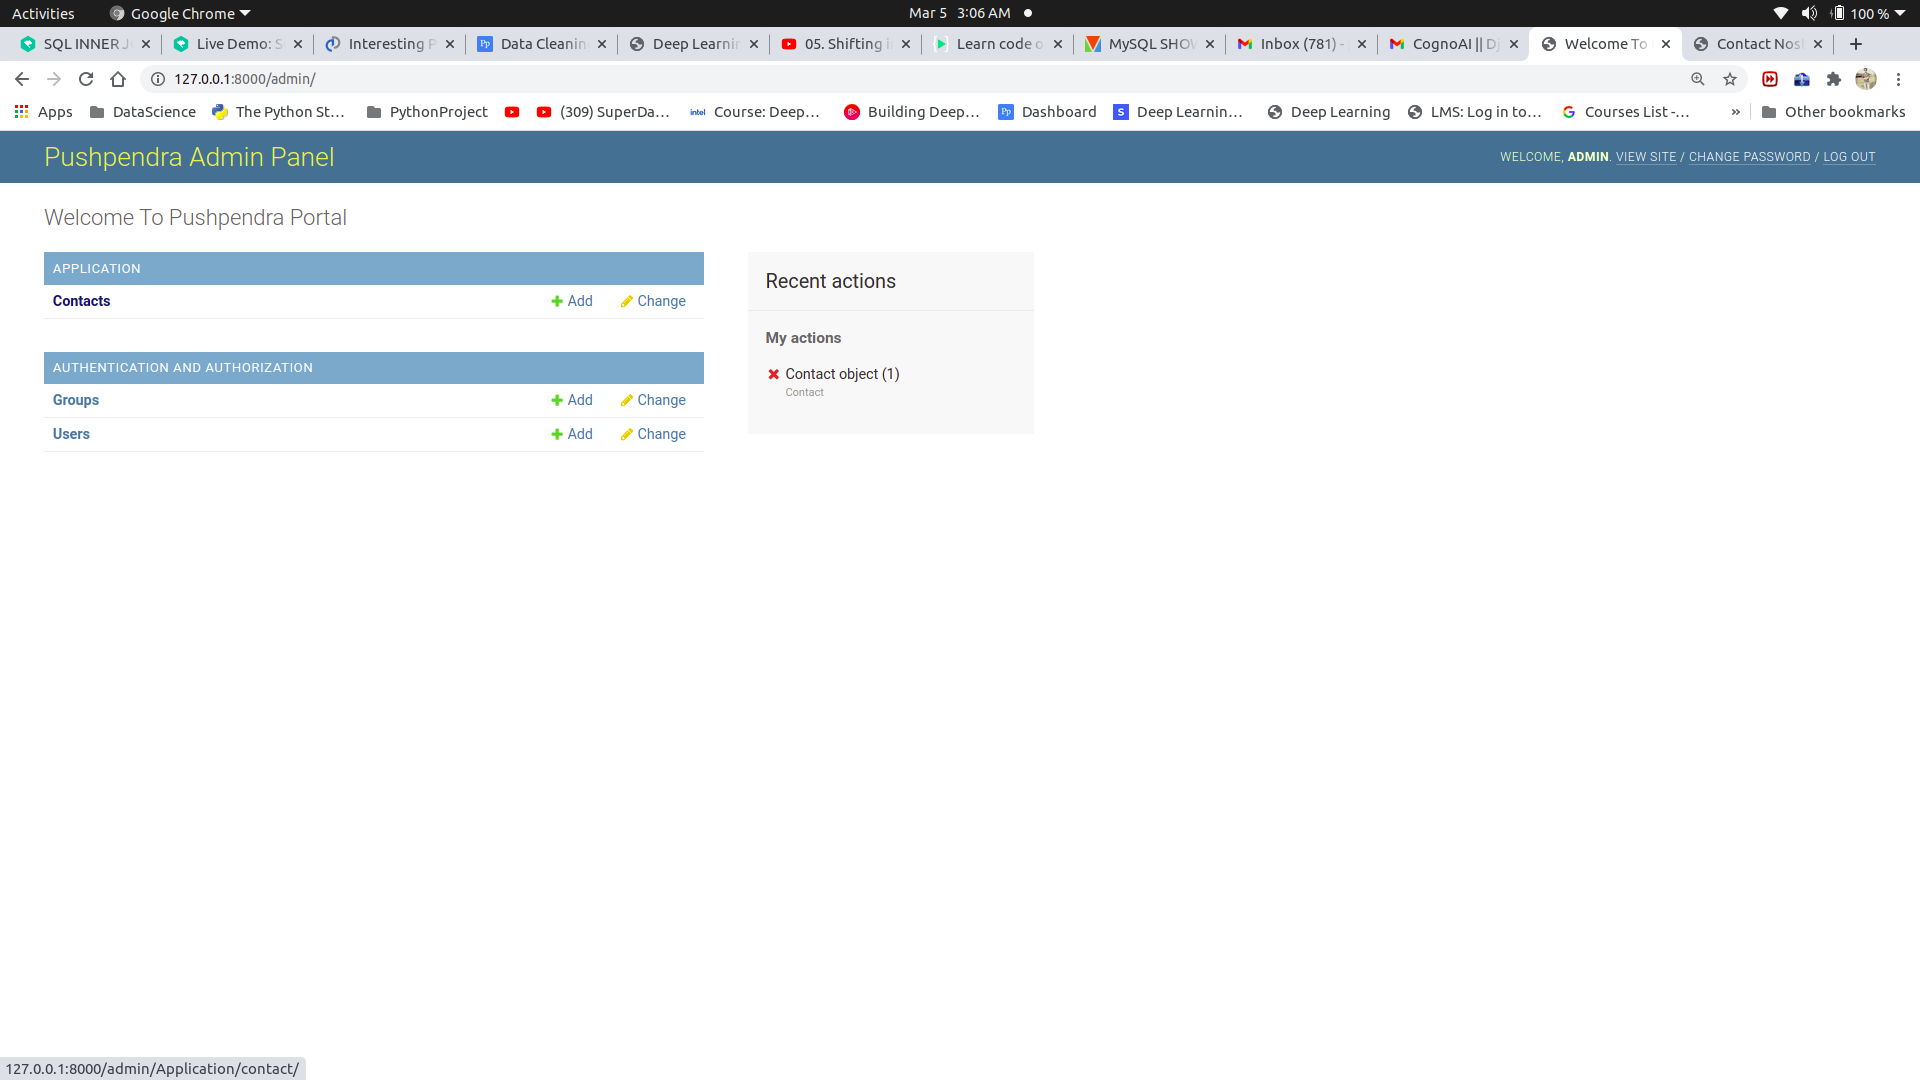 Activities Google Chrome Mar 5 3:06 AM 100 %
SQL INNER J Live Demo: S Interesting P Data Cleanin Deep Learnin 05. Shifting i Learn code o MySQL SHOW Inbox (781) - CognoAI || Dj Welcome To Contact Nos
127.0.0.1:8000/admin/
Apps DataScience The Python St... PythonProject (309) SuperDa... intel Course: Deep... Building Deep... Pp Dashboard S Deep Learnin... Deep Learning LMS: Log in to... Courses List -... » Other bookmarks
Pushpendra Admin Panel WELCOME, ADMIN. VIEW SITE / CHANGE PASSWORD / LOG OUT
Welcome To Pushpendra Portal
APPLICATION
Contacts Add Change
AUTHENTICATION AND AUTHORIZATION
Groups Add Change
Users Add Change
Recent actions
My actions
Contact object (1)
Contact
127.0.0.1:8000/admin/Application/contact/